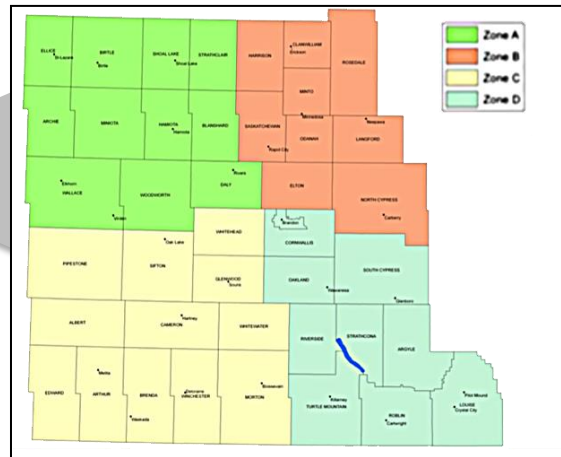 Zone A
Zone B
Zone C
Zone D
ELLICE
St-Lazare
BIRTLE
Birtle
SHOAL LAKE
Shoal Lake
STRATHCLAIR
HARRISON
CLANWILLIAM
Erickson
ROSEDALE
ARCHIE
MINIOTA
HAMIOTA
Hamiota
BLANSHARD
SASKATCHEWAN
Rapid City
MINTO
Minnedosa
ODANAH
Neepawa
LANGFORD
Elkhorn
WALLACE
Virden
WOODWORTH
Rivers
DALY
ELTON
NORTH CYPRESS
Carberry
PIPESTONE
Oak Lake
SIFTON
WHITEHEAD
GLENWOOD
Souris
Brandon
CORNWALLIS
OAKLAND
Wawanesa
SOUTH CYPRESS
Glenboro
ALBERT
Hartney
CAMERON
WHITEWATER
RIVERSIDE
STRATHCONA
ARGYLE
EDWARD
Melita
ARTHUR
BRENDA
Waskada
Deloraine
WINCHESTER
Boissevain
MORTON
Killarney
TURTLE MOUNTAIN
ROBLIN
Cartwright
Pilot Mound
LOUISE
Crystal City